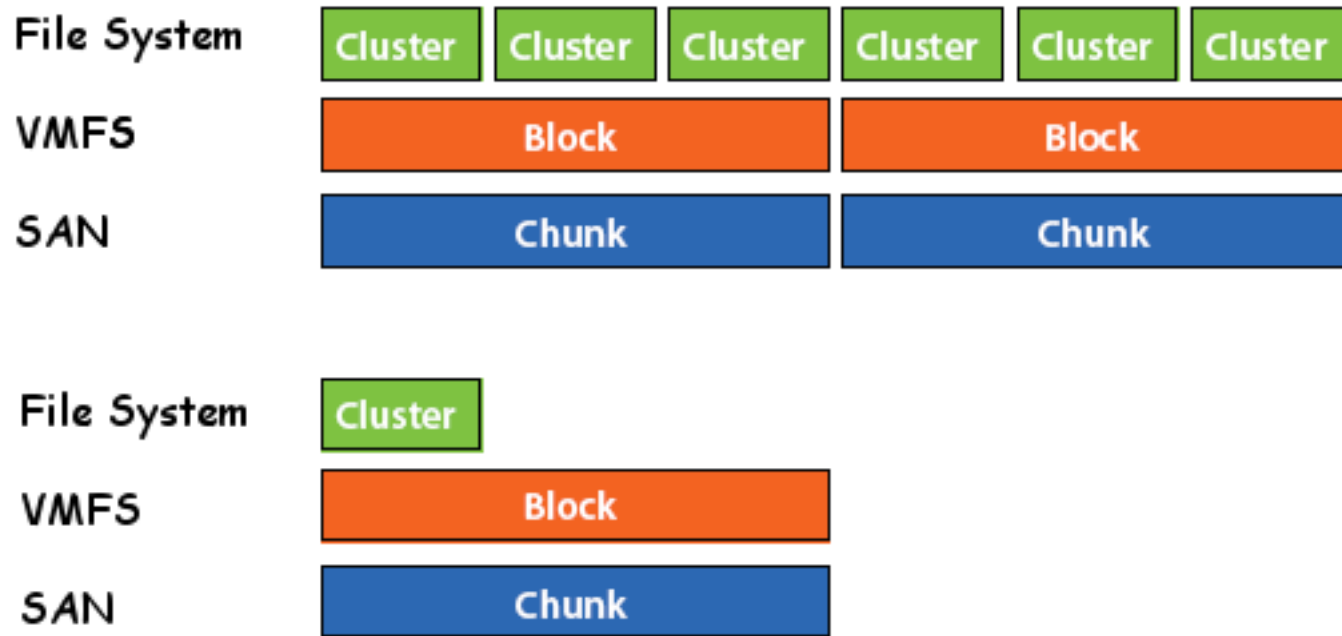 File System Cluster Cluster Cluster Cluster Cluster Cluster
VMFS Block Block
SAN Chunk Chunk
File System Cluster
VMFS Block
SAN Chunk